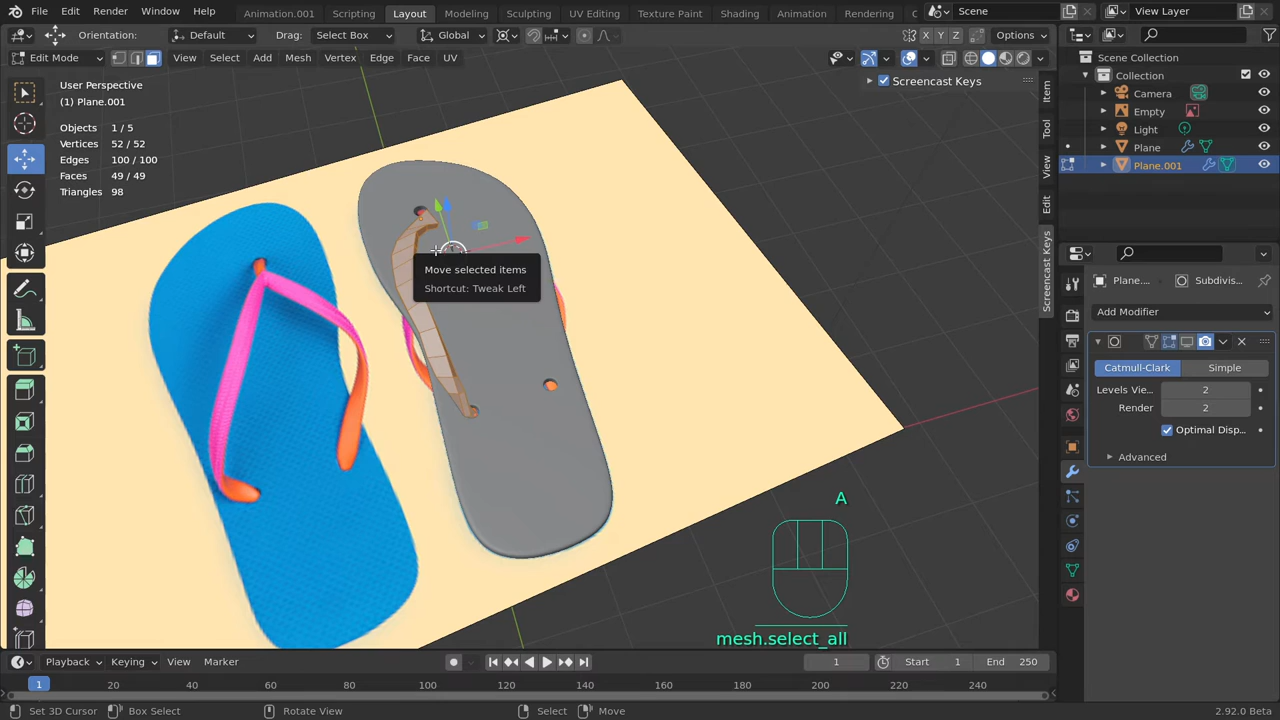 File Edit Render Window Help
Animation.001 Scripting Layout Modeling Sculpting UV Editing Texture Paint Shading Animation Rendering
Scene View Layer
Orientation: Default Drag: Select Box Global X Y Z Options
Edit Mode View Select Add Mesh Vertex Edge Face UV
User Perspective
(1) Plane.001
Objects 1 / 5
Vertices 52 / 52
Edges 100 / 100
Faces 49 / 49
Triangles 98
Screencast Keys
Item
Tool
View
Edit
Screencast Keys
Move selected items
Shortcut: Tweak Left
A
mesh.select_all
Scene Collection
Collection
Camera
Empty
Light
Plane
Plane.001
Plane.... Subdivis...
Add Modifier
Catmull-Clark Simple
Levels Vie... 2
Render 2
Optimal Disp...
Advanced
Playback Keying View Marker 1 Start 1 End 250
1 20 40 60 80 100 120 140 160 180 200 220 240
Set 3D Cursor Box Select Rotate View Select Move 2.92.0 Beta